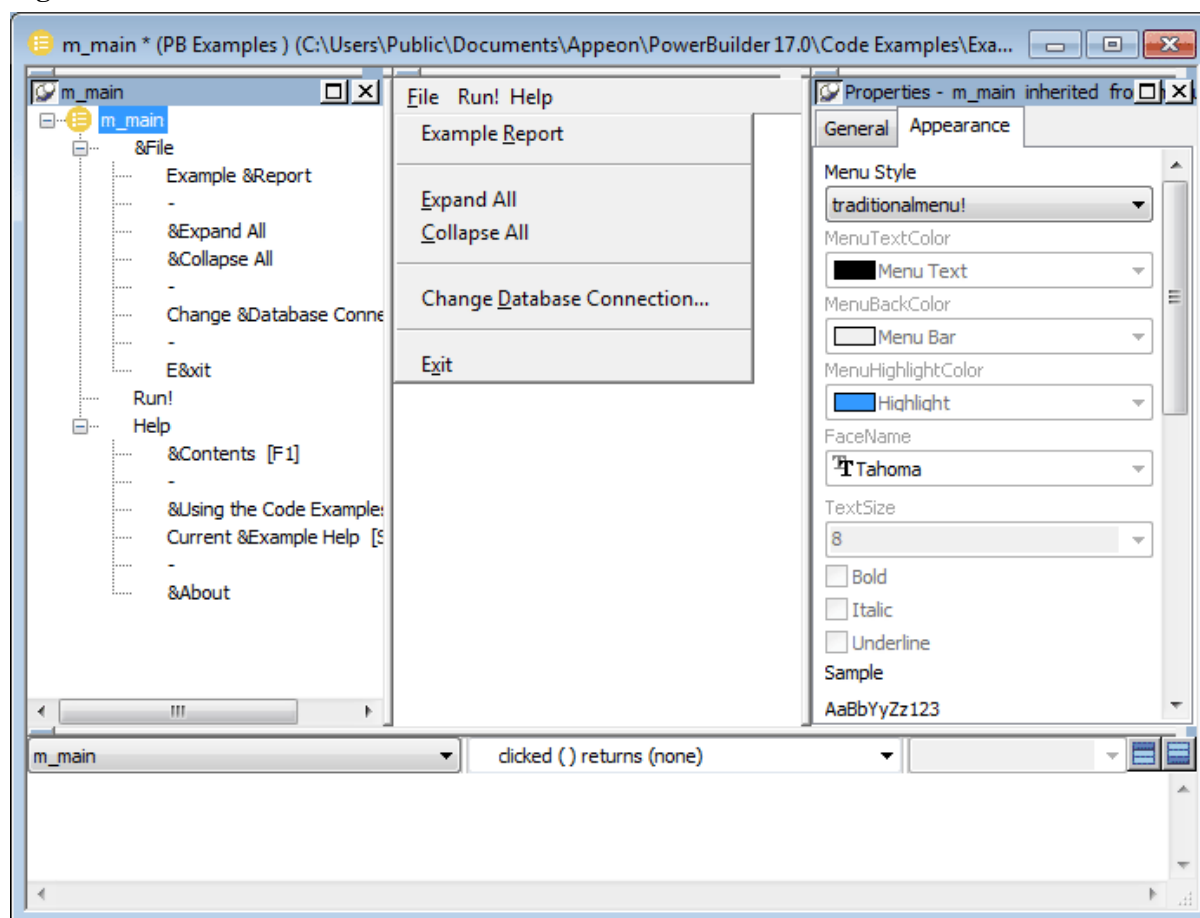 m_main * (PB Examples ) (C:\Users\Public\Documents\Appeon\PowerBuilder 17.0\Code Examples\Exa...
m_main
m_main
&File
Example &Report
-
&Expand All
&Collapse All
-
Change &Database Conne
-
E&xit
Run!
Help
&Contents [F1]
-
&Using the Code Example
Current &Example Help [S
-
&About
File Run! Help
Example Report
Expand All
Collapse All
Change Database Connection...
Exit
Properties - m_main inherited fro
General Appearance
Menu Style
traditionalmenu!
MenuTextColor
Menu Text
MenuBackColor
Menu Bar
MenuHighlightColor
Highlight
FaceName
Tahoma
TextSize
8
Bold
Italic
Underline
Sample
AaBbYyZz123
m_main clicked ( ) returns (none)